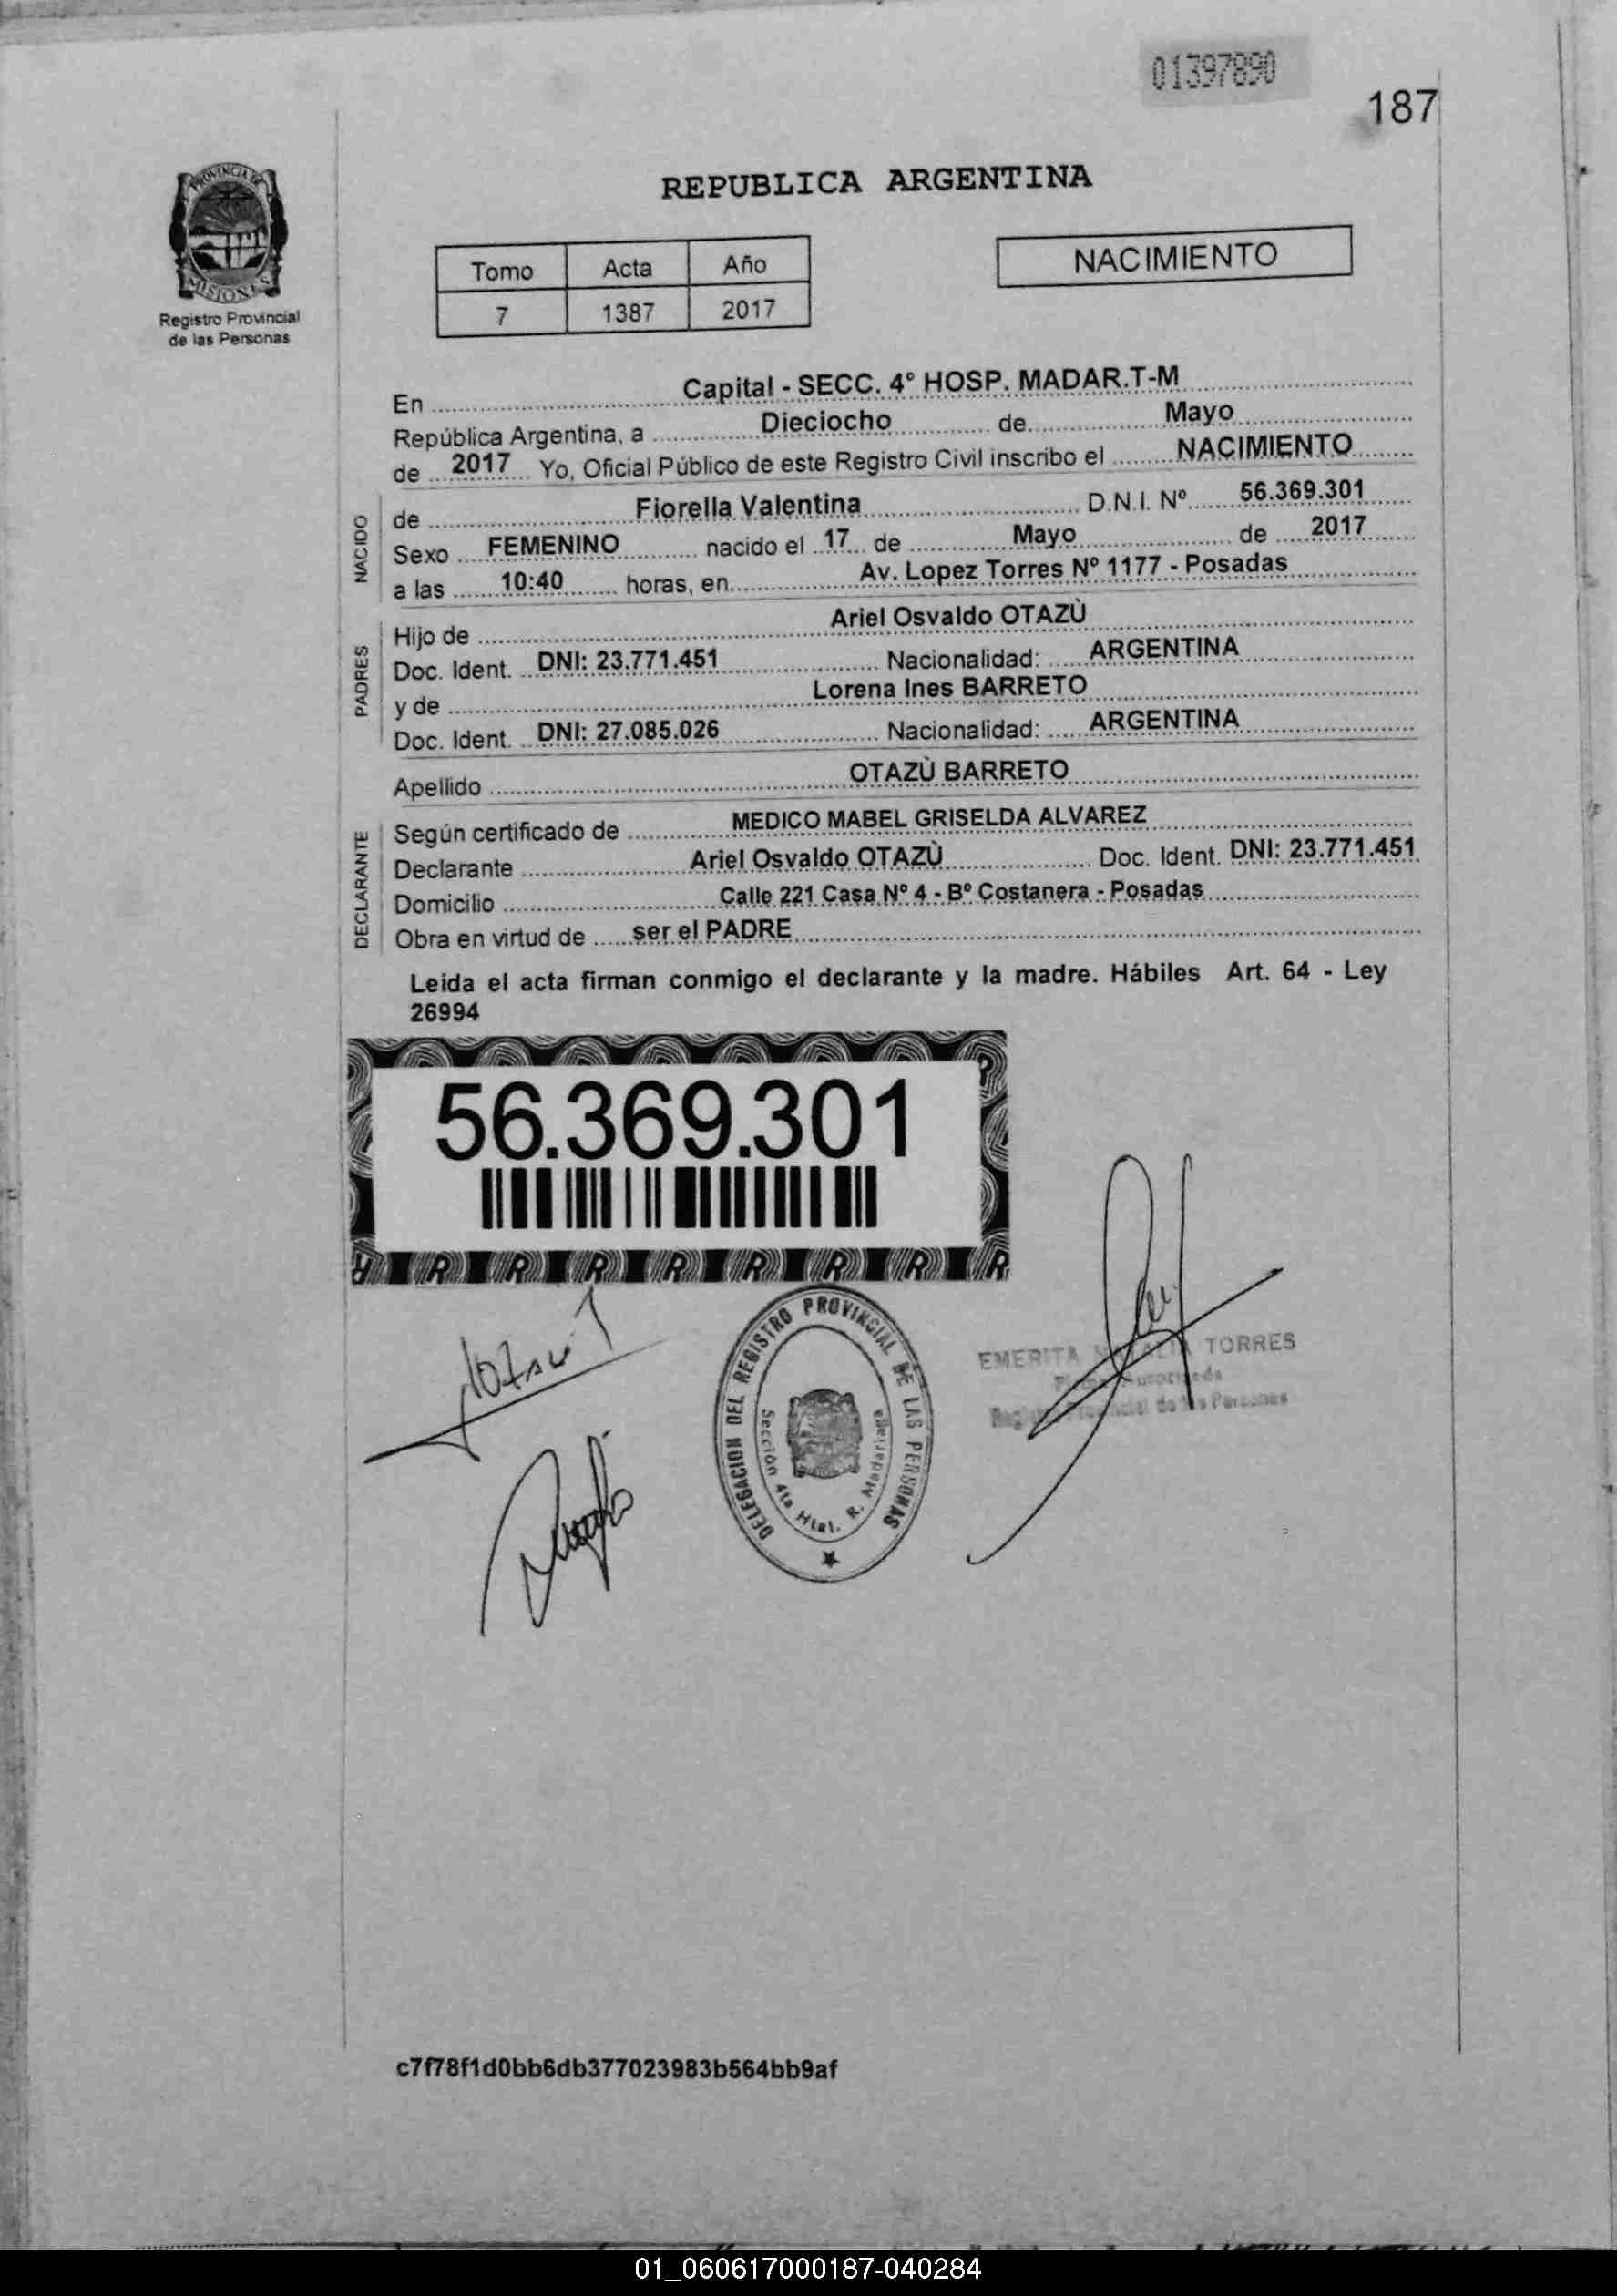 01397890
187
PROVINCIA DE
MISIONES
Registro Provincial
de las Personas
REPUBLICA ARGENTINA
Tomo Acta Año
7 1387 2017
NACIMIENTO
En Capital - SECC. 4° HOSP. MADAR.T-M
República Argentina, a Dieciocho de Mayo
de 2017 Yo, Oficial Público de este Registro Civil inscribo el NACIMIENTO
NACIDO
de Fiorella Valentina D.N.I. Nº 56.369.301
Sexo FEMENINO nacido el 17 de Mayo de 2017
a las 10:40 horas, en Av. Lopez Torres Nº 1177 - Posadas
PADRES
Hijo de Ariel Osvaldo OTAZÙ
Doc. Ident. DNI: 23.771.451 Nacionalidad: ARGENTINA
y de Lorena Ines BARRETO
Doc. Ident. DNI: 27.085.026 Nacionalidad: ARGENTINA
Apellido OTAZÙ BARRETO
DECLARANTE
Según certificado de MEDICO MABEL GRISELDA ALVAREZ
Declarante Ariel Osvaldo OTAZÙ Doc. Ident. DNI: 23.771.451
Domicilio Calle 221 Casa Nº 4 - Bº Costanera - Posadas
Obra en virtud de ser el PADRE
Leída el acta firman conmigo el declarante y la madre. Hábiles Art. 64 - Ley
26994
56.369.301
DELEGACION DEL REGISTRO PROVINCIAL DE LAS PERSONAS
Sección 4ta Htal. R. Madariaga
EMERITA TORRES
c7f78f1d0bb6db377023983b564bb9af
01_060617000187-040284